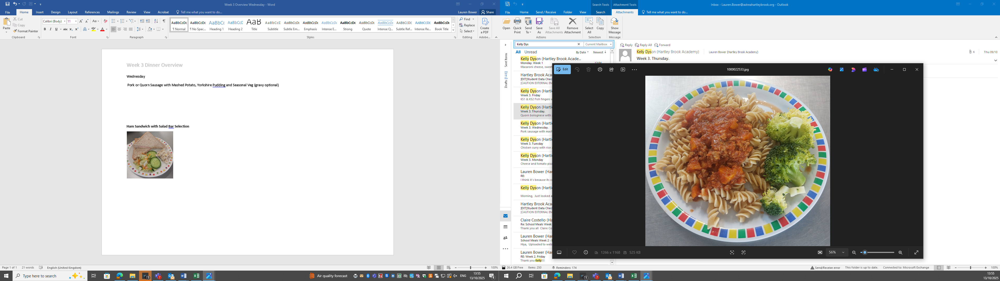 Week 3 Overview Wednesday - Word
File Home Insert Design Layout References Mailings Review View Acrobat Tell me what you want to do... Lauren Bower Share
Paste Cut Copy Format Painter
Calibri (Body) 11
AaBbCcDc AaBbCcDc AaBbCc AaBbCcE AaB AaBbCcE AaBbCcDt AaBbCcDt AaBbCcDt AaBbCcDc AaBbCcDt AaBbCcDt AABBCCDE AABBCCDE AaBbCcDt
¶ Normal ¶ No Spac... Heading 1 Heading 2 Title Subtitle Subtle Em... Emphasis Intense E... Strong Quote Intense Q... Subtle Ref... Intense Re... Book Title
Find Replace Select
Create a PDF
Clipboard Font Paragraph Styles Editing Adobe...
Week 3 Dinner Overview
Wednesday
Pork or Quorn Sausage with Mashed Potato, Yorkshire Pudding and Seasonal Veg (gravy optional)
Ham Sandwich with Salad Bar Selection
Page 1 of 1 21 words English (United Kingdom) 100%
Search Tools Attachment Tools Inbox - Lauren.Bower@astreahartleybrook.org - Outlook
File Home Send / Receive Folder View Search Attachments Tell me what you want to do...
Open Quick Print Send To Save As Save All Attachments Remove Attachment Select All Copy Show Message
Actions Selection Message
Sent Items
Drafts [146]
Kelly Dys Current Mailbox
All Unread By Date Newest
Kelly Dyson (Hartley Brook Acade...
Monday. Week 1 12:04
Macaroni cheese, sweet
Hartley Brook Aca
[EXT]Student Data Chec
[CAUTION EXTERNAL EM
Kelly Dyson (Hartl
Week 3. Friday
KS1 & KS2 Fish fingers v
Kelly Dyson (Hartl
Week 3. Thursday.
Quorn bolognese with
Kelly Dyson (Hartl
Week 3. Wednesday.
Pork sausage with mash
Kelly Dyson (Hartl
Week 3. Tuesday
Chicken curry with rice
Kelly Dyson (Hartl
Week 3. Monday
Cheese and tomato pizz
Lauren Bower (Har
RE:
I think it's because its c
Kelly Dyson (Hartl
Morning, Just looked a
Hartley Brook Aca
[EXT]Student Data Chec
[CAUTION EXTERNAL EM
Claire Costello (Ha
Re: School Meals Week
Thank you all Claire Co
Lauren Bower (Har
School Meals Week 2 -
Hiya, Uploaded to web
Lauren Bower (Har
RE: Week 2. Friday
Thank you Kelly!!!!
Reply Reply All Forward
Kelly Dyson (Hartley Brook Academy) Lauren Bower (Hartley Brook Academy) 4 Thu 09/10
Week 3. Thursday.
Edit 1000022533.jpg
1266 x 1168 525 KB 56%
26.4 GB Free Items: 250 Reminders: 174 Send/Receive error This folder is up to date. Connected to: Microsoft Exchange 100%
Type here to search Air quality forecast ENG 13:55 13/10/2025 4
13:55
13/10/2025